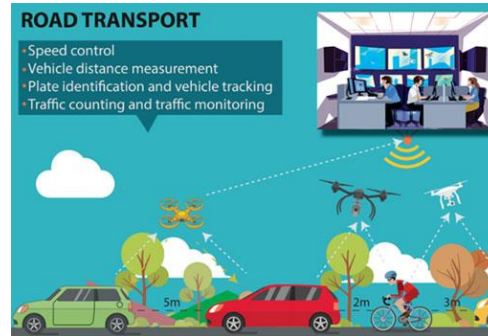 ROAD TRANSPORT
•Speed control
•Vehicle distance measurement
•Plate identification and vehicle tracking
•Traffic counting and traffic monitoring
5m
2m
3m